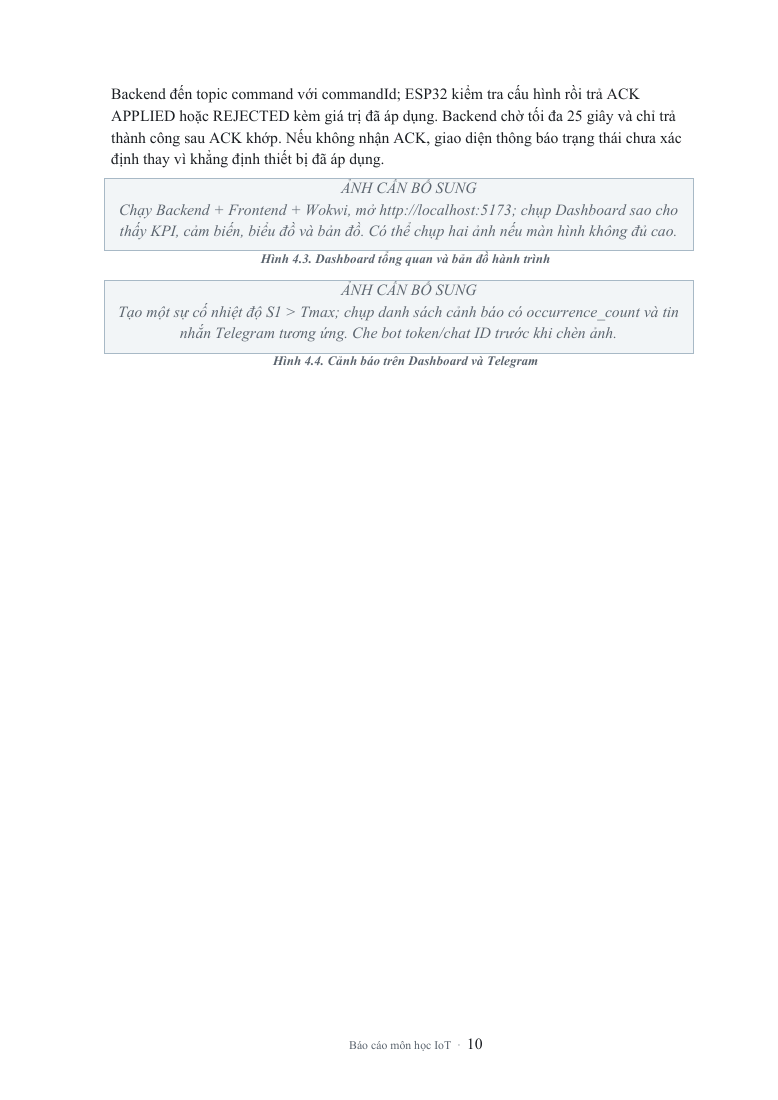 Backend đến topic command với commandId; ESP32 kiểm tra cấu hình rồi trả ACK
APPLIED hoặc REJECTED kèm giá trị đã áp dụng. Backend chờ tối đa 25 giây và chỉ trả
thành công sau ACK khớp. Nếu không nhận ACK, giao diện thông báo trạng thái chưa xác
định thay vì khẳng định thiết bị đã áp dụng.
ẢNH CẦN BỔ SUNG
Chạy Backend + Frontend + Wokwi, mở http://localhost:5173; chụp Dashboard sao cho
thấy KPI, cảm biến, biểu đồ và bản đồ. Có thể chụp hai ảnh nếu màn hình không đủ cao.
Hình 4.3. Dashboard tổng quan và bản đồ hành trình
ẢNH CẦN BỔ SUNG
Tạo một sự cố nhiệt độ S1 > Tmax; chụp danh sách cảnh báo có occurrence_count và tin
nhắn Telegram tương ứng. Che bot token/chat ID trước khi chèn ảnh.
Hình 4.4. Cảnh báo trên Dashboard và Telegram
Báo cáo môn học IoT · 10